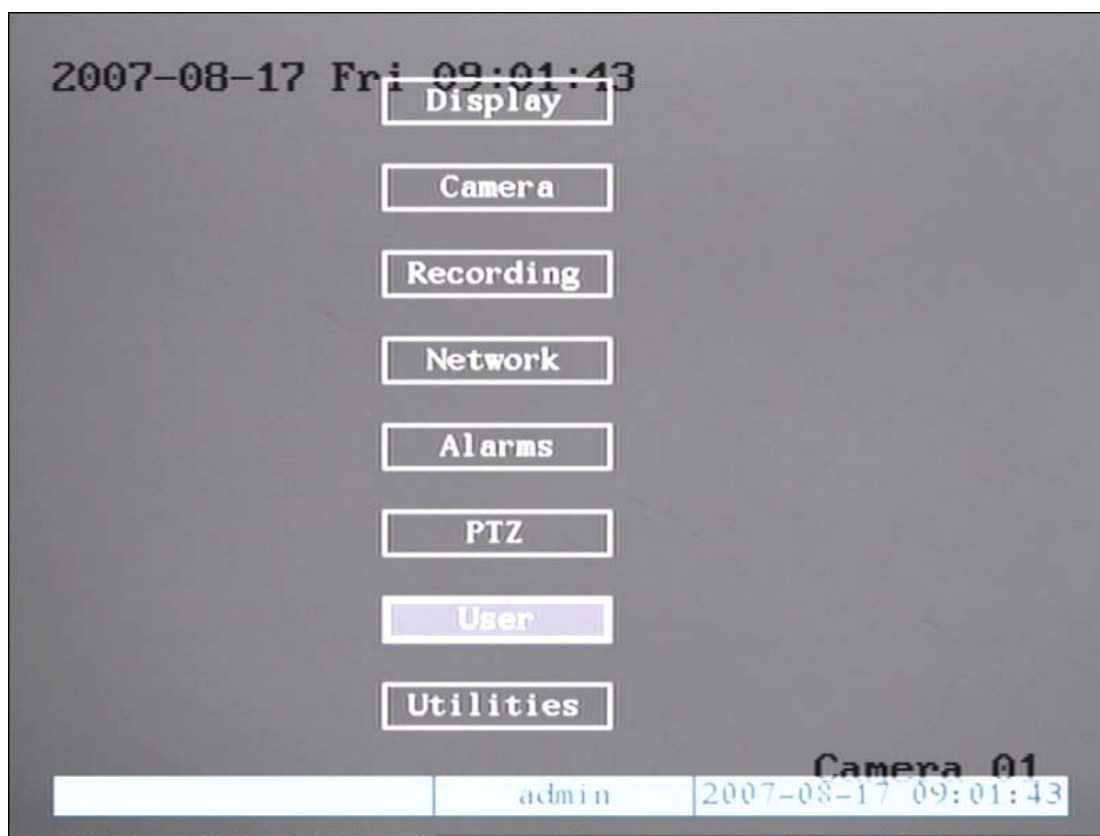 2007-08-17 Fri 09:01:43
Display
Camera
Recording
Network
Alarms
PTZ
User
Utilities
Camera 01
admin 2007-08-17 09:01:43